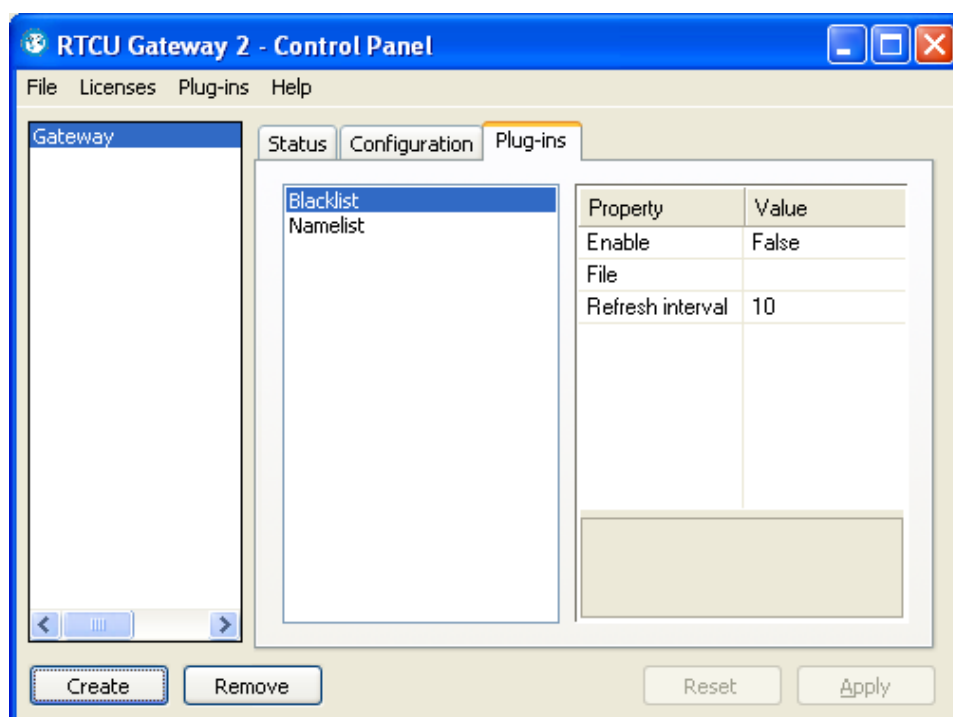 RTCU Gateway 2 - Control Panel
File Licenses Plug-ins Help
Gateway
Status Configuration Plug-ins
Blacklist
Namelist
Property Value
Enable False
File
Refresh interval 10
Create Remove Reset Apply